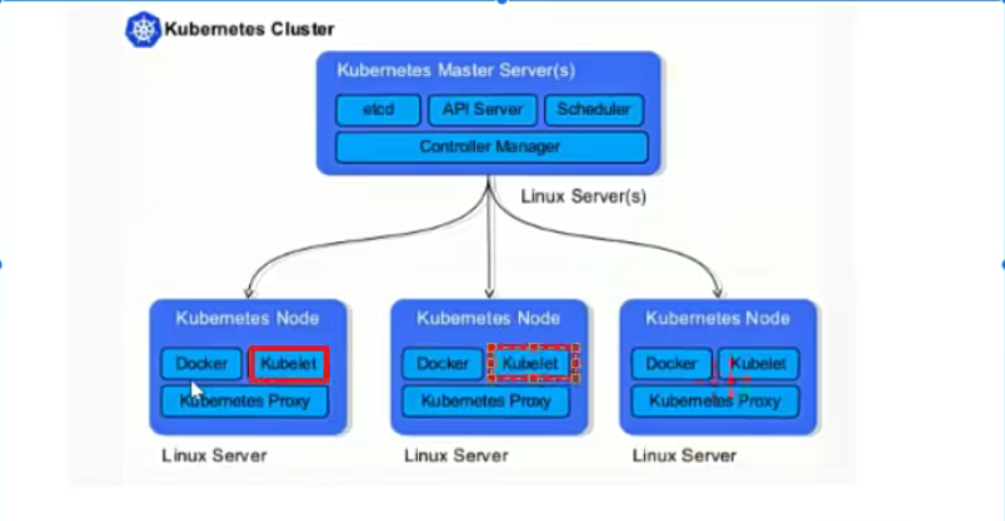 Kubernetes Cluster
Kubernetes Master Server(s)
etcd API Server Scheduler
Controller Manager
Linux Server(s)
Kubernetes Node Kubernetes Node Kubernetes Node
Docker Kubelet Docker Kubelet Docker Kubelet
Kubernetes Proxy Kubernetes Proxy Kubernetes Proxy
Linux Server Linux Server Linux Server